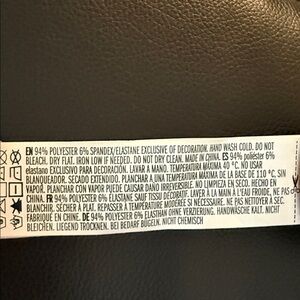 EN 94% POLYESTER 6% SPANDEX/ELASTANE EXCLUSIVE OF DECORATION. HAND WASH COLD. DO NOT
BLEACH. DRY FLAT. IRON LOW IF NEEDED. DO NOT DRY CLEAN. MADE IN CHINA. ES 94% poliéster 6%
elastano EXCLUSIVO PARA DECORACIÓN. LAVAR A MANO. TEMPERATURA MÁXIMA 40 °C. NO USAR
BLANQUEADOR. SECADO EXTENDIDO. PLANCHAR A UNA TEMPERATURA MÁXIMA DE LA BASE DE 110 °C. SIN
VAPOR. PLANCHAR CON VAPOR PUEDE CAUSAR DAÑO IRREVERSIBLE. NO LIMPIEZA EN SECO. HECHO EN
CHINA. FR 94% POLYESTER 6% ELASTANE SAUF TISSU DÉCORATIF. LAVAGE À LA MAIN À L'EAU FROIDE. NE PAS
SÉCHER À PLAT. REPASSER À TEMPÉRATURE MODÉRÉE SI NÉCESSAIRE. NE PAS NETTOYER À SEC.
FABRIQUÉ EN CHINE. DE 94% POLYESTER 6% ELASTHAN OHNE VERZIERUNG. HANDWÄSCHE KALT. NICHT
BLEICHEN. LIEGEND TROCKNEN. BEI BEDARF BÜGELN. NICHT CHEMISCH